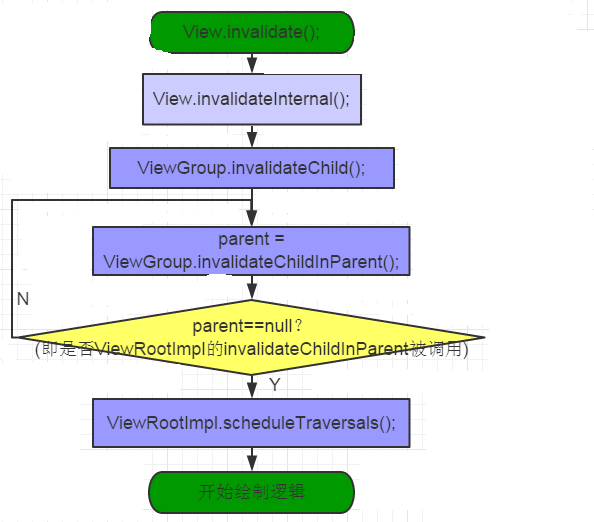 View.invalidate();
View.invalidateInternal();
ViewGroup.invalidateChild();
parent =
ViewGroup.invalidateChildInParent();
N
parent==null？
(即是否ViewRootImpl的invalidateChildInParent被调用)
Y
ViewRootImpl.scheduleTraversals();
开始绘制逻辑